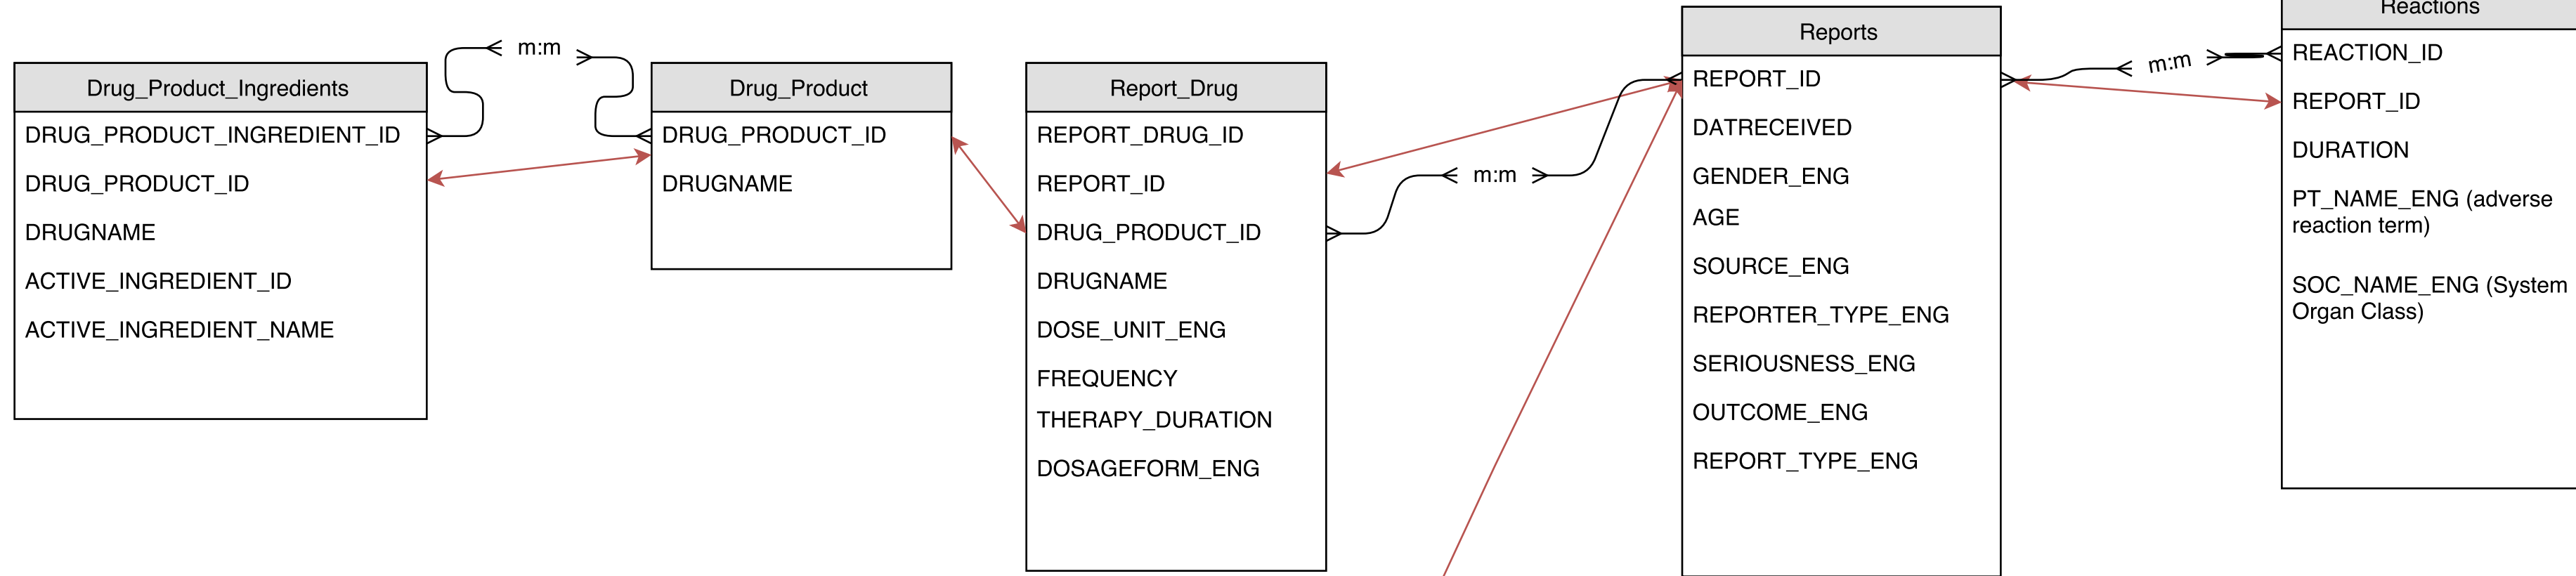 Drug_Product_Ingredients
DRUG_PRODUCT_INGREDIENT_ID
DRUG_PRODUCT_ID
DRUGNAME
ACTIVE_INGREDIENT_ID
ACTIVE_INGREDIENT_NAME
m:m
Drug_Product
DRUG_PRODUCT_ID
DRUGNAME
Report_Drug
REPORT_DRUG_ID
REPORT_ID
DRUG_PRODUCT_ID
DRUGNAME
DOSE_UNIT_ENG
FREQUENCY
THERAPY_DURATION
DOSAGEFORM_ENG
m:m
Reports
REPORT_ID
DATRECEIVED
GENDER_ENG
AGE
SOURCE_ENG
REPORTER_TYPE_ENG
SERIOUSNESS_ENG
OUTCOME_ENG
REPORT_TYPE_ENG
m:m
Reactions
REACTION_ID
REPORT_ID
DURATION
PT_NAME_ENG (adverse
reaction term)
SOC_NAME_ENG (System
Organ Class)